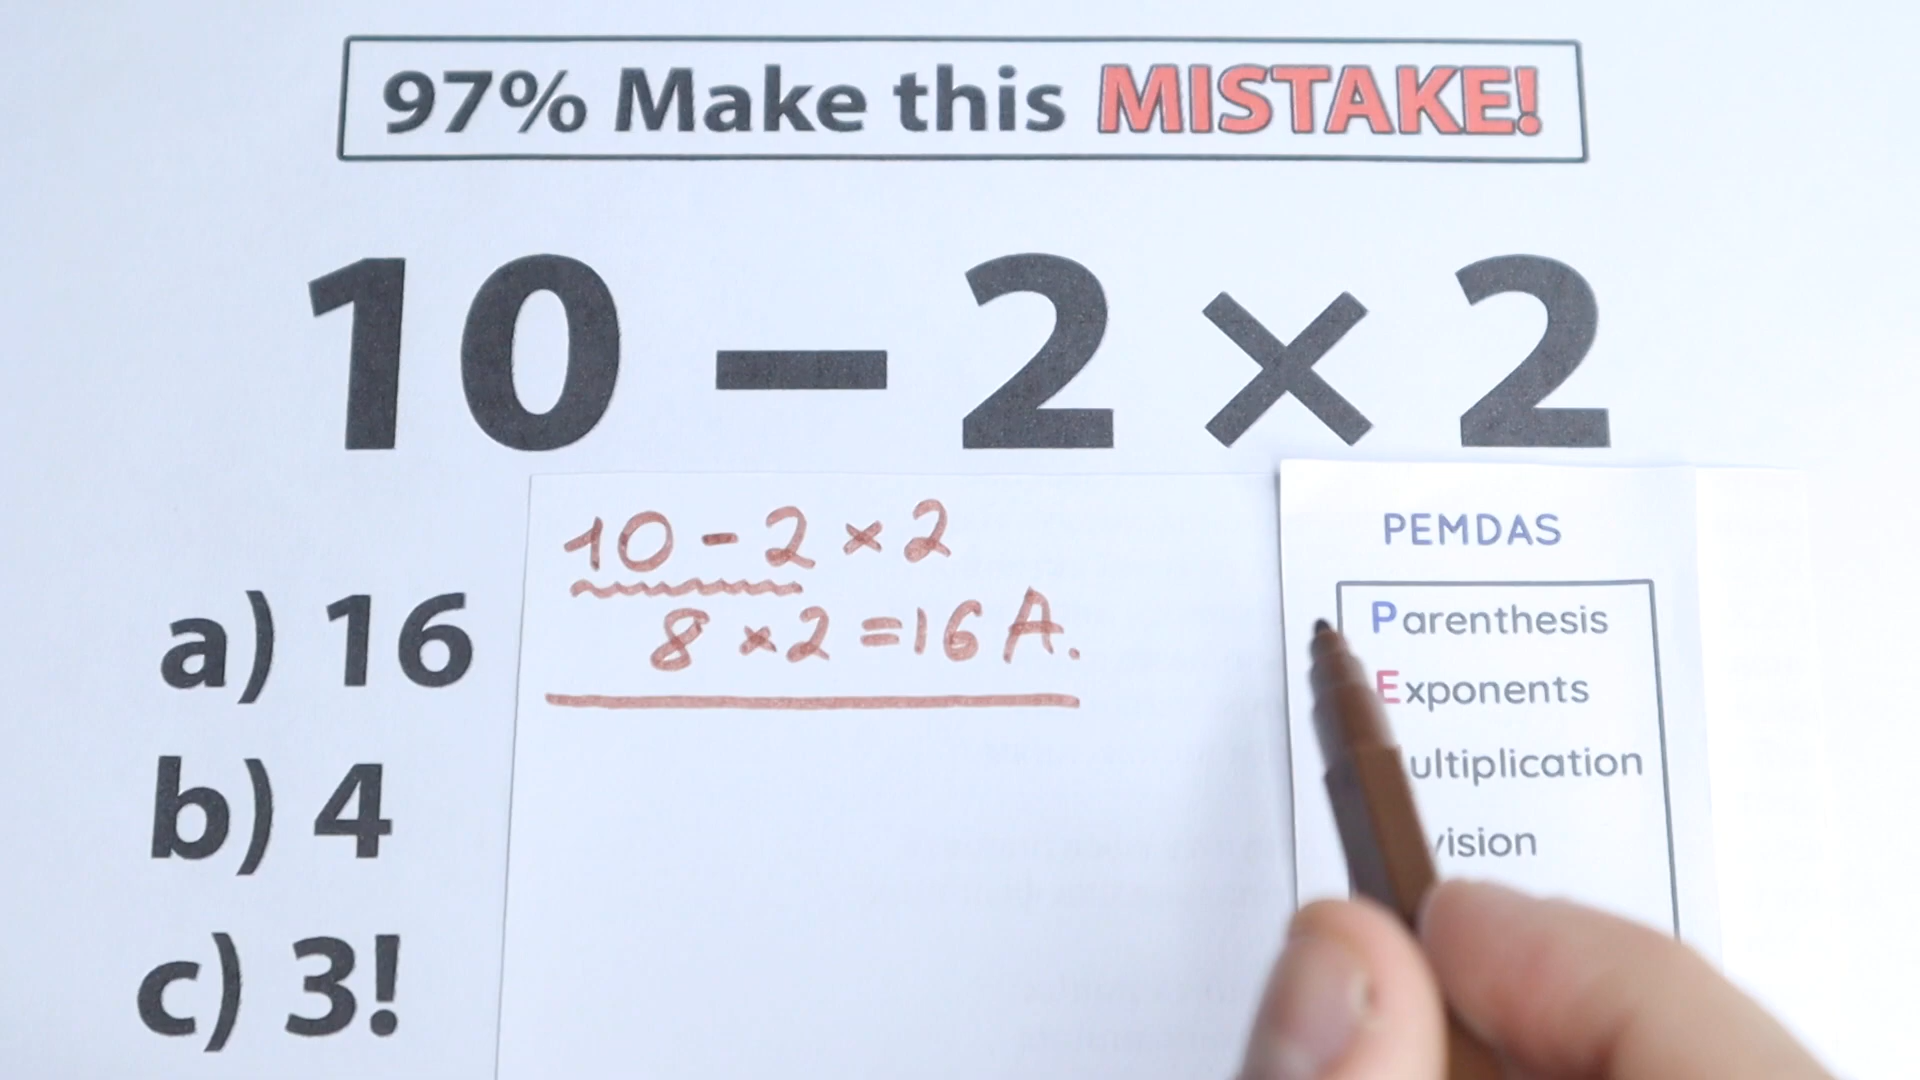 97% Make this MISTAKE!
10 – 2 × 2
10 - 2 × 2
8 × 2 = 16 A.
a) 16
b) 4
c) 3!
PEMDAS
Parenthesis
Exponents
ultiplication
vision